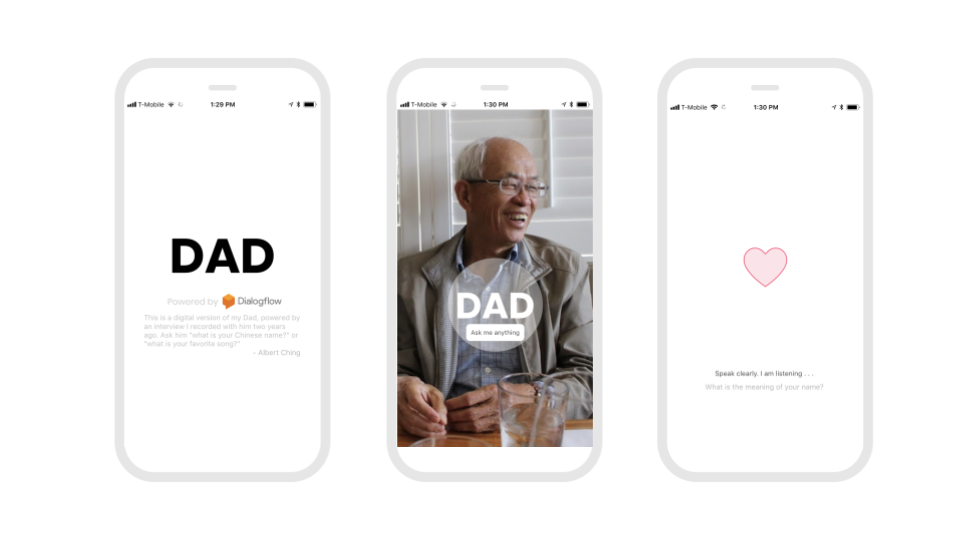 T-Mobile 1:29 PM
DAD
Powered by Dialogflow
This is a digital version of my Dad, powered by
an interview I recorded with him two years
ago. Ask him "what is your Chinese name?" or
"what is your favorite song?"
- Albert Ching
T-Mobile 1:30 PM
DAD
Ask me anything
T-Mobile 1:30 PM
Speak clearly. I am listening . . .
What is the meaning of your name?